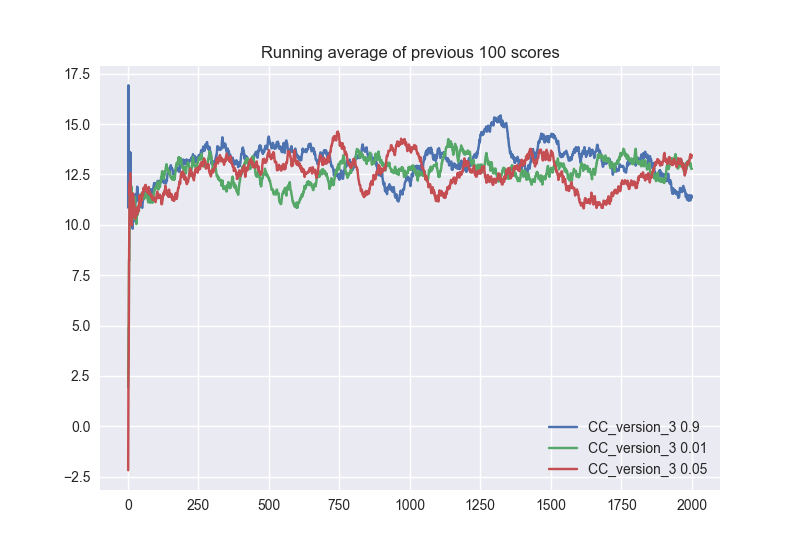 Running average of previous 100 scores
17.5
15.0
12.5
10.0
7.5
5.0
2.5
0.0
−2.5
0 250 500 750 1000 1250 1500 1750 2000
CC_version_3 0.9
CC_version_3 0.01
CC_version_3 0.05